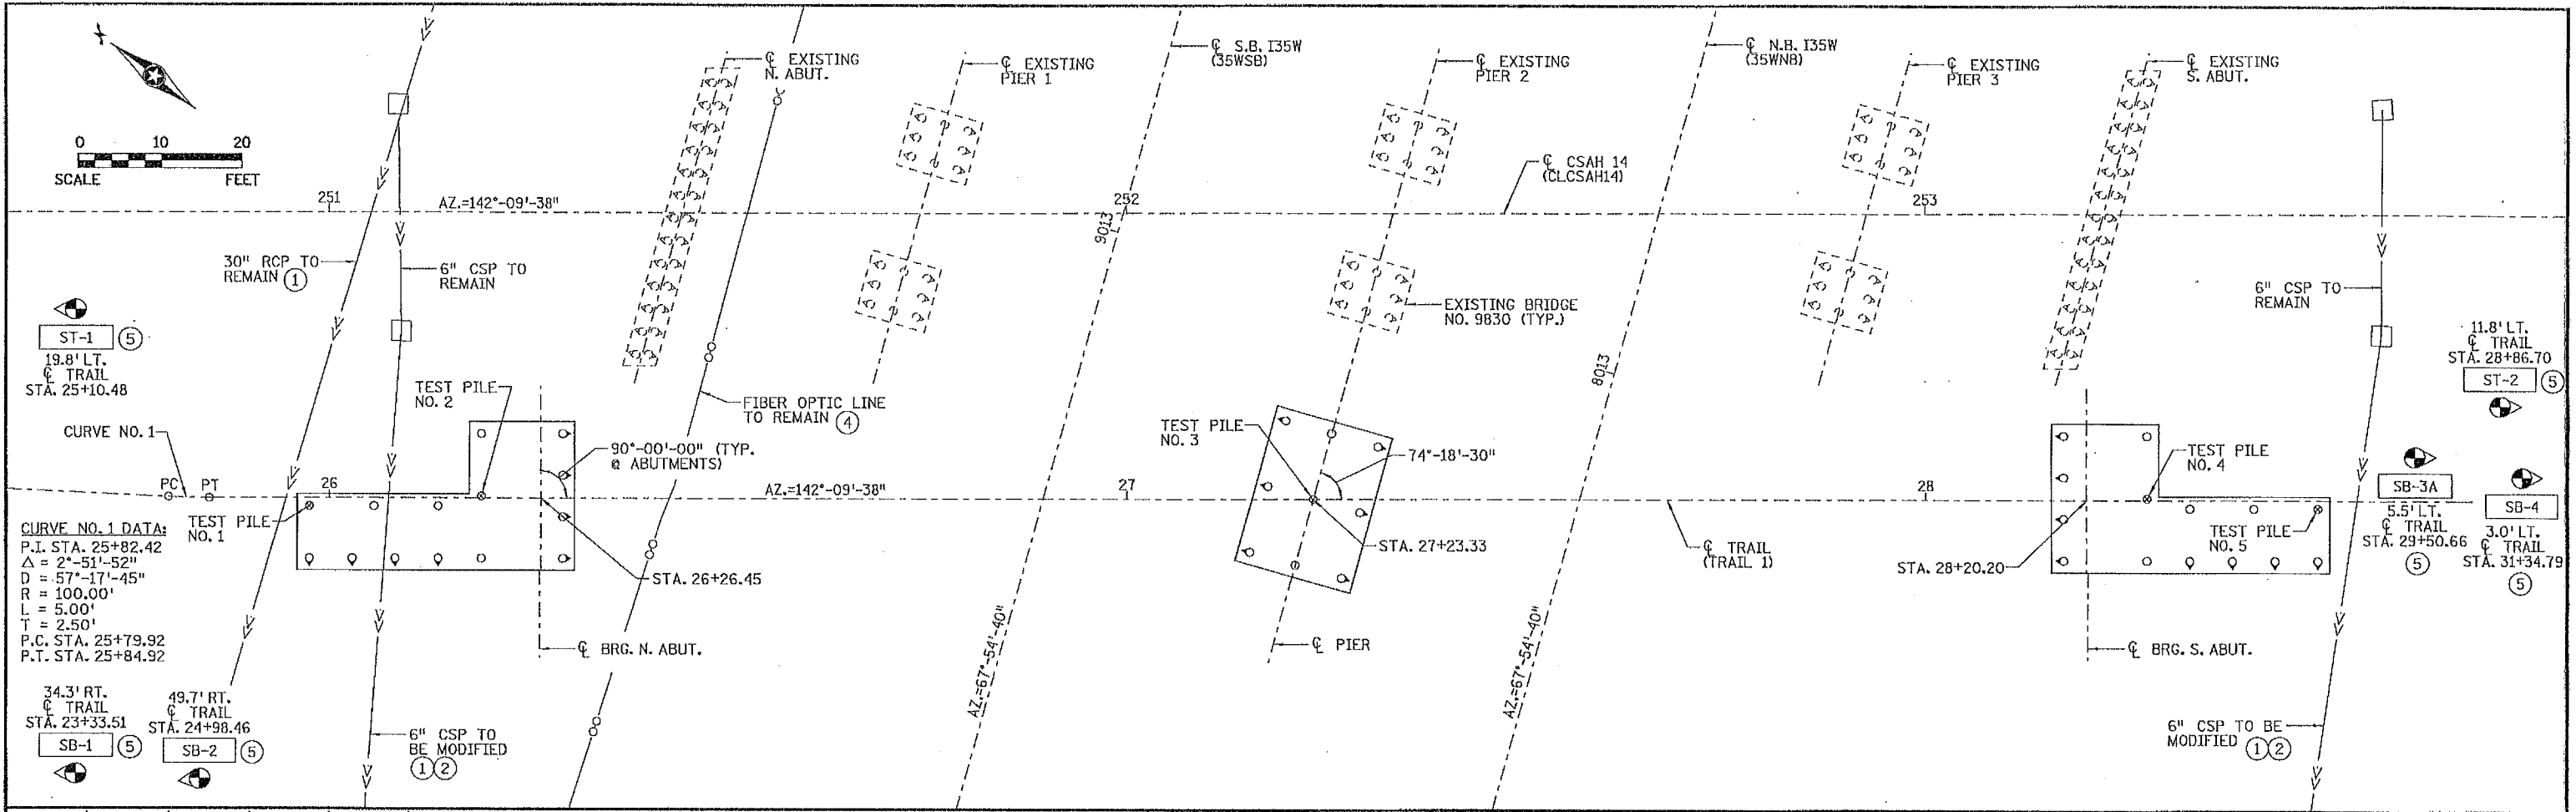 ℄ EXISTING
N. ABUT.
℄ EXISTING
PIER 1
℄ S.B. I35W
(35WSB)
℄ EXISTING
PIER 2
℄ N.B. I35W
(35WNB)
℄ EXISTING
PIER 3
℄ EXISTING
S. ABUT.
0 10 20
SCALE FEET
℄ CSAH 14
(CLCSAH14)
251
AZ.=142°-09'-38"
252
253
9013
30" RCP TO
REMAIN 1
6" CSP TO
REMAIN
EXISTING BRIDGE
NO. 9830 (TYP.)
6" CSP TO
REMAIN
ST-1 5
19.8' LT.
℄ TRAIL
STA. 25+10.48
11.8' LT.
℄ TRAIL
STA. 28+86.70
ST-2 5
8013
TEST PILE
NO. 2
FIBER OPTIC LINE
TO REMAIN 4
CURVE NO. 1
90°-00'-00" (TYP.
@ ABUTMENTS)
TEST PILE
NO. 3
74°-18'-30"
TEST PILE
NO. 4
PC PT
26
AZ.=142°-09'-38"
27
28
TEST PILE
NO. 1
CURVE NO. 1 DATA:
P.I. STA. 25+82.42
Δ = 2°-51'-52"
D = 57°-17'-45"
R = 100.00'
L = 5.00'
T = 2.50'
P.C. STA. 25+79.92
P.T. STA. 25+84.92
STA. 26+26.45
STA. 27+23.33
℄ TRAIL
(TRAIL 1)
STA. 28+20.20
TEST PILE
NO. 5
SB-3A
5.5' LT.
℄ TRAIL
STA. 29+50.66
5
SB-4
3.0' LT.
℄ TRAIL
STA. 31+34.79
5
℄ BRG. N. ABUT.
AZ.=67°-54'-40"
℄ PIER
AZ.=67°-54'-40"
℄ BRG. S. ABUT.
34.3' RT.
℄ TRAIL
STA. 23+33.51
SB-1 5
49.7' RT.
℄ TRAIL
STA. 24+98.46
SB-2 5
6" CSP TO
BE MODIFIED
1 2
6" CSP TO BE
MODIFIED 1 2